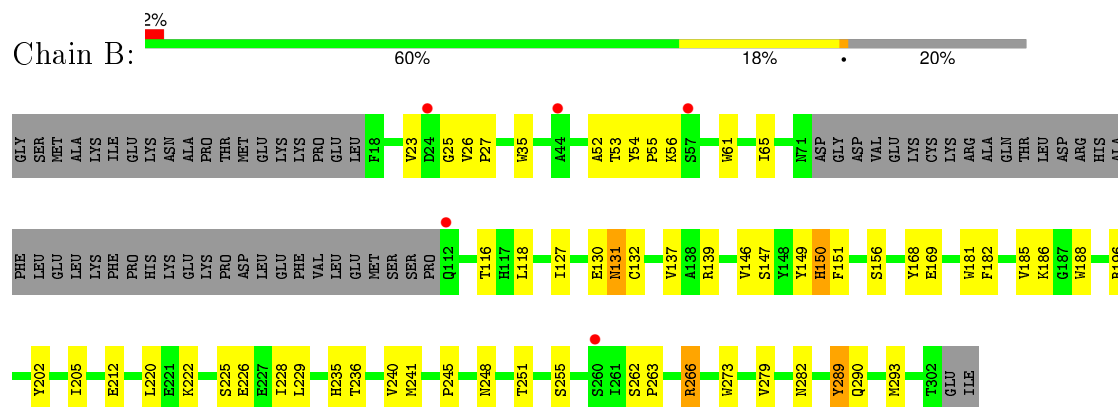 2%
Chain B:
60% 18% • 20%
GLY SER MET ALA LYS ILE GLU LYS ASN ALA PRO THR MET GLU LYS LYS PRO GLU LEU F18 V23 D24 G25 V26 P27 W35 A44 A52 T53 Y54 P55 K56 S57 W61 I65 N71 ASP GLY ASP VAL GLU LYS CYS LYS ARG ALA GLN THR LEU ASP ARG HIS ALA
PHE LEU GLU LEU LYS PHE PRO HIS LYS GLU LYS PRO ASP LEU GLU PHE VAL LEU GLU MET SER SER PRO Q112 T116 H117 L118 I127 E130 N131 C132 V137 A138 R139 V146 S147 Y148 Y149 H150 F151 S156 Y168 E169 W181 F182 V185 K186 G187 W188 R196
Y202 I205 E212 L220 E221 K222 S225 E226 E227 I228 L229 H235 T236 V240 M241 P245 N248 T251 S255 S260 I261 S262 P263 R266 W273 V279 N282 Y289 Q290 M293 T302 GLU ILE